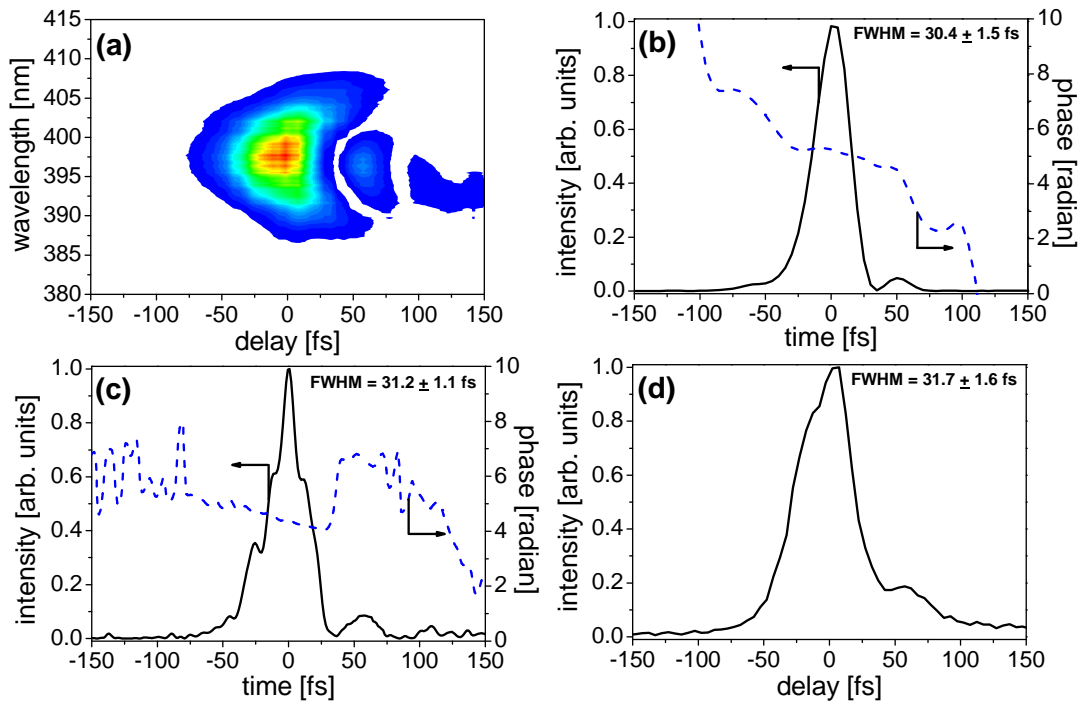 (a)
415
410
405
400
395
390
385
380
wavelength [nm]
-150 -100 -50 0 50 100 150
delay [fs]
(b)
FWHM = 30.4 ± 1.5 fs
1.0
0.8
0.6
0.4
0.2
0.0
intensity [arb. units]
10
8
6
4
2
0
phase [radian]
-150 -100 -50 0 50 100 150
time [fs]
(c)
FWHM = 31.2 ± 1.1 fs
1.0
0.8
0.6
0.4
0.2
0.0
intensity [arb. units]
10
8
6
4
2
0
phase [radian]
-150 -100 -50 0 50 100 150
time [fs]
(d)
FWHM = 31.7 ± 1.6 fs
1.0
0.8
0.6
0.4
0.2
0.0
intensity [arb. units]
-150 -100 -50 0 50 100 150
delay [fs]